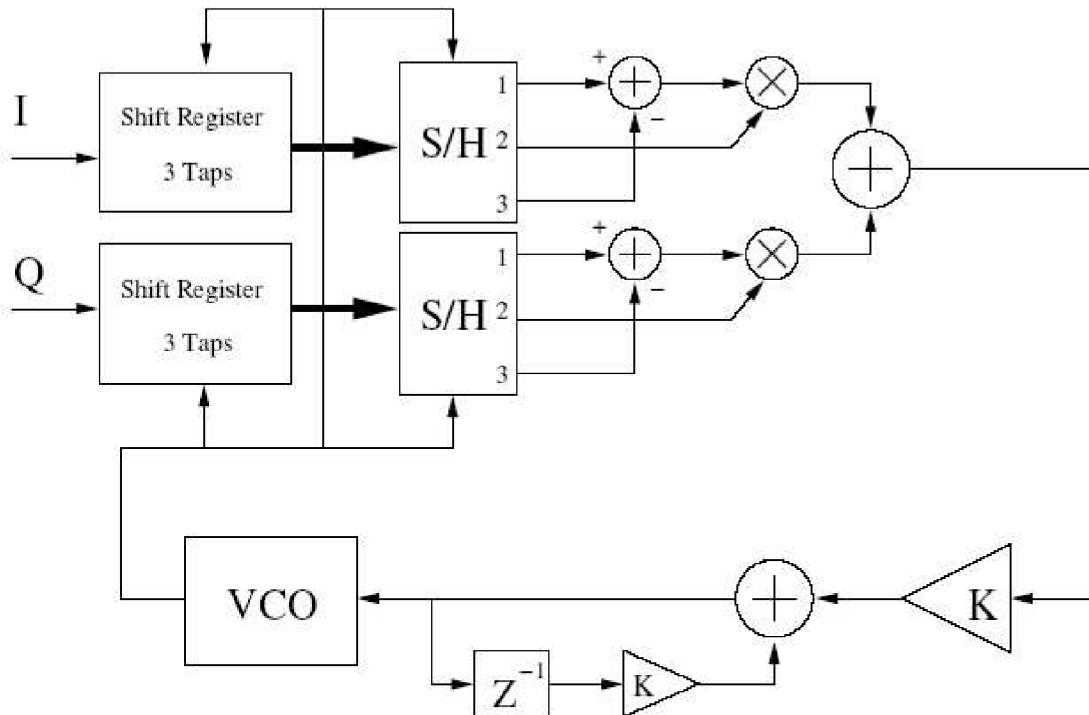 I
Shift Register
3 Taps
S/H
1
2
3
+
−
Q
Shift Register
3 Taps
S/H
1
2
3
+
−
VCO
K
Z⁻¹
K